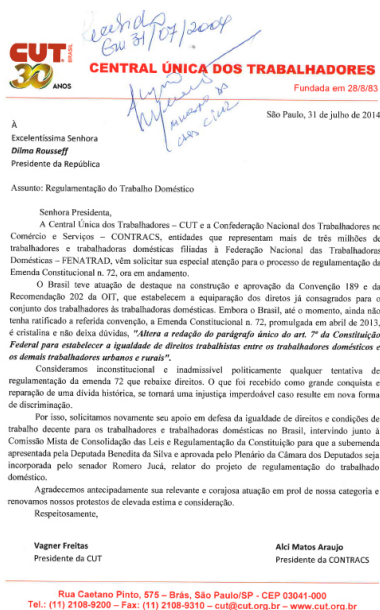 Recebido
Em 31/07/2004
CUT BRASIL
30 ANOS
CENTRAL ÚNICA DOS TRABALHADORES
Fundada em 28/8/83
São Paulo, 31 de julho de 2014
À
Excelentíssima Senhora
Dilma Rousseff
Presidente da República
Assunto: Regulamentação do Trabalho Doméstico
Senhora Presidenta,
A Central Única dos Trabalhadores – CUT e a Confederação Nacional dos Trabalhadores no
Comércio e Serviços – CONTRACS, entidades que representam mais de três milhões de
trabalhadores e trabalhadoras domésticas filiadas à Federação Nacional das Trabalhadoras
Domésticas – FENATRAD, vêm solicitar sua especial atenção para o processo de regulamentação da
Emenda Constitucional n. 72, ora em andamento.
O Brasil teve atuação de destaque na construção e aprovação da Convenção 189 e da
Recomendação 202 da OIT, que estabelecem a equiparação dos direitos já consagrados para o
conjunto dos trabalhadores às trabalhadoras domésticas. Embora o Brasil, até o momento, ainda não
tenha ratificado a referida convenção, a Emenda Constitucional n. 72, promulgada em abril de 2013,
é cristalina e não deixa dúvidas, "Altera a redação do parágrafo único do art. 7º da Constituição
Federal para estabelecer a igualdade de direitos trabalhistas entre os trabalhadores domésticos e
os demais trabalhadores urbanos e rurais".
Consideramos inconstitucional e inadmissível politicamente qualquer tentativa de
regulamentação da emenda 72 que rebaixe direitos. O que foi recebido como grande conquista e
reparação de uma dívida histórica, se tornará uma injustiça imperdoável caso resulte em nova forma
de discriminação.
Por isso, solicitamos novamente seu apoio em defesa da igualdade de direitos e condições de
trabalho decente para os trabalhadores e trabalhadoras domésticas no Brasil, intervindo junto à
Comissão Mista de Consolidação das Leis e Regulamentação da Constituição para que a subemenda
apresentada pela Deputada Benedita da Silva e aprovada pelo Plenário da Câmara dos Deputados seja
incorporada pelo senador Romero Jucá, relator do projeto de regulamentação do trabalhado
doméstico.
Agradecemos antecipadamente sua relevante e corajosa atuação em prol de nossa categoria e
renovamos nossos protestos de elevada estima e consideração.
Respeitosamente,
Vagner Freitas
Presidente da CUT
Alci Matos Araujo
Presidente da CONTRACS
Rua Caetano Pinto, 575 – Brás, São Paulo/SP - CEP 03041-000
Tel.: (11) 2108-9200 – Fax: (11) 2108-9310 – cut@cut.org.br – www.cut.org.br